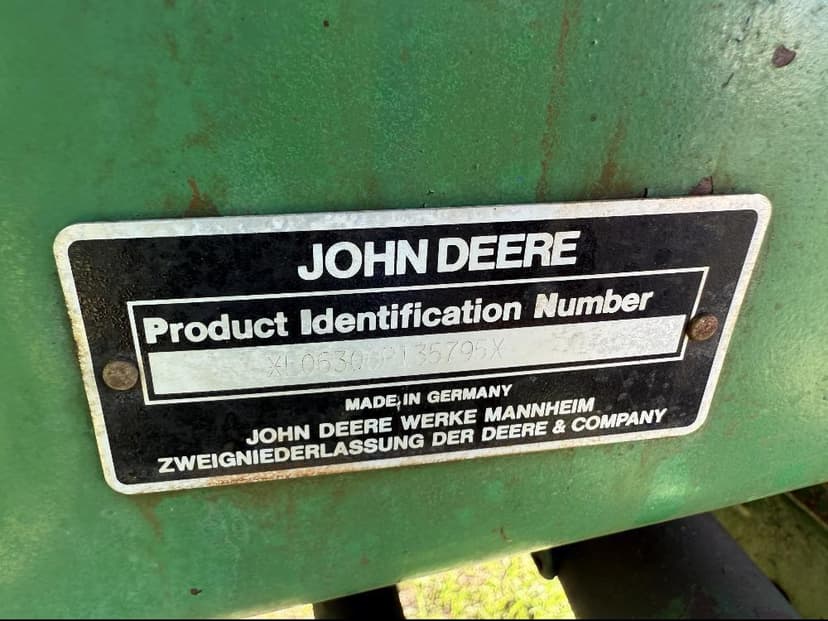 JOHN DEERE
Product Identification Number
MADE IN GERMANY
JOHN DEERE WERKE MANNHEIM
ZWEIGNIEDERLASSUNG DER DEERE & COMPANY